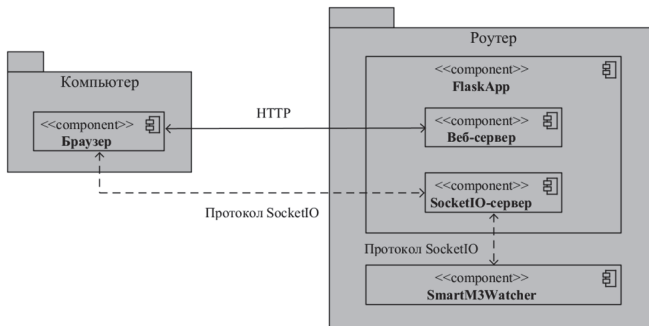 Компьютер
<<component>>
Браузер
HTTP
Протокол SocketIO
Роутер
<<component>>
FlaskApp
<<component>>
Веб-сервер
<<component>>
SocketIO-сервер
Протокол SocketIO
<<component>>
SmartM3Watcher